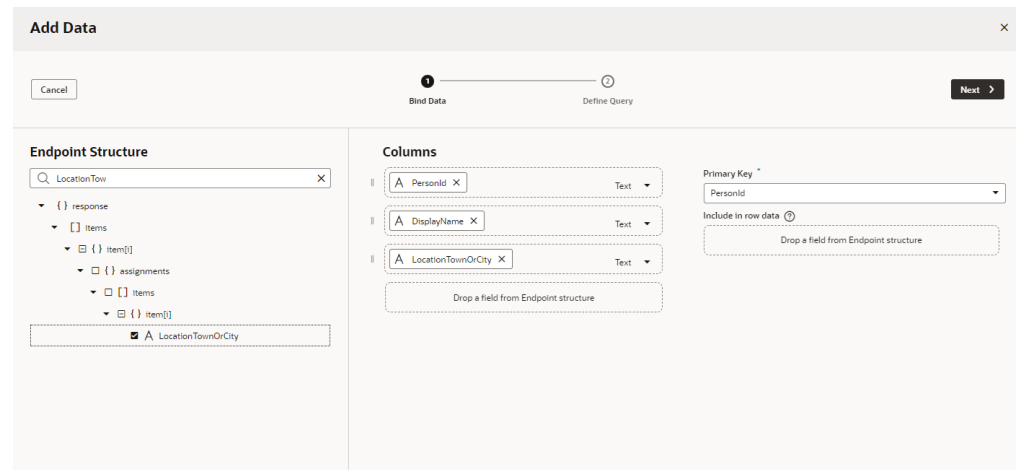 Add Data
Cancel
1
2
Bind Data
Define Query
Next
Endpoint Structure
LocationTow
{ } response
[ ] Items
{ } item[i]
{ } assignments
[ ] Items
{ } item[i]
A LocationTownOrCity
Columns
A PersonId
Text
A DisplayName
Text
A LocationTownOrCity
Text
Drop a field from Endpoint structure
Primary Key *
PersonId
Include in row data ?
Drop a field from Endpoint structure